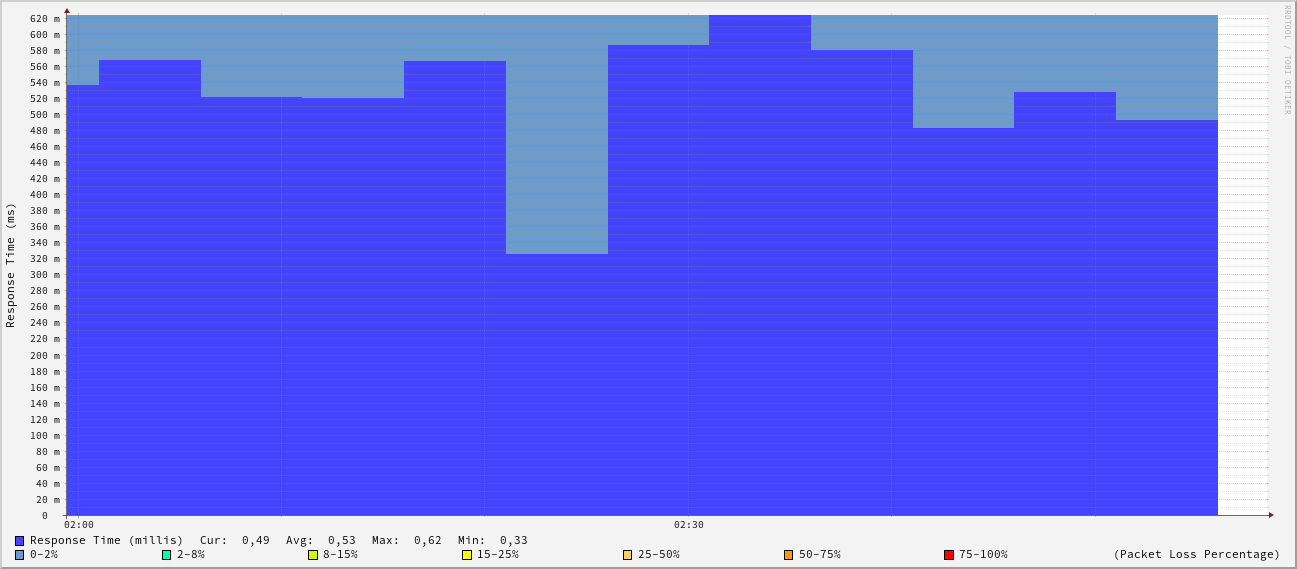 RRDTOOL / TOBI OETIKER
Response Time (ms)
620 m
600 m
580 m
560 m
540 m
520 m
500 m
480 m
460 m
440 m
420 m
400 m
380 m
360 m
340 m
320 m
300 m
280 m
260 m
240 m
220 m
200 m
180 m
160 m
140 m
120 m
100 m
80 m
60 m
40 m
20 m
0
02:00 02:30
Response Time (millis) Cur: 0,49 Avg: 0,53 Max: 0,62 Min: 0,33
0-2% 2-8% 8-15% 15-25% 25-50% 50-75% 75-100% (Packet Loss Percentage)